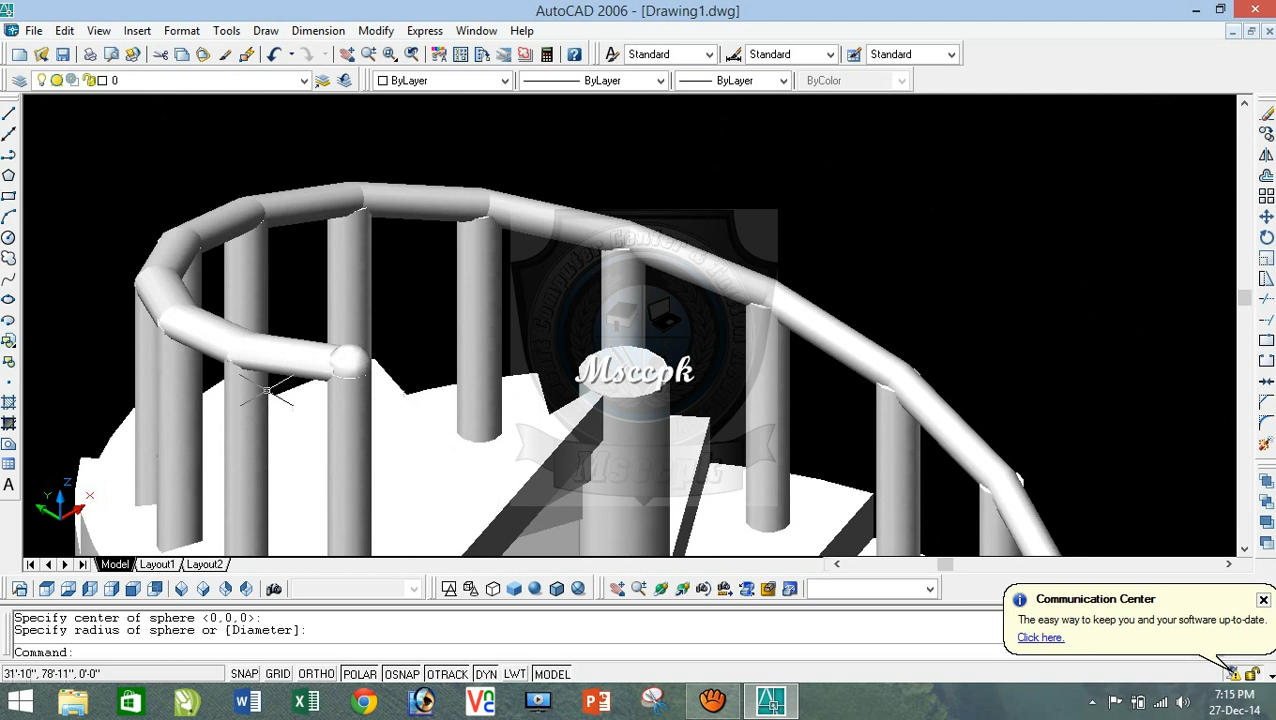 AutoCAD 2006 - [Drawing1.dwg]
File Edit View Insert Format Tools Draw Dimension Modify Express Window Help
Standard Standard Standard
0 ByLayer ByLayer ByLayer ByColor
Msccpk
Z
Y X
A
Model Layout1 Layout2
Specify center of sphere <0,0,0>:
Specify radius of sphere or [Diameter]:
Command:
Communication Center
The easy way to keep you and your software up-to-date.
Click here.
31'-10", 78'-11", 0'-0" SNAP GRID ORTHO POLAR OSNAP OTRACK DYN LWT MODEL
7:15 PM
27-Dec-14